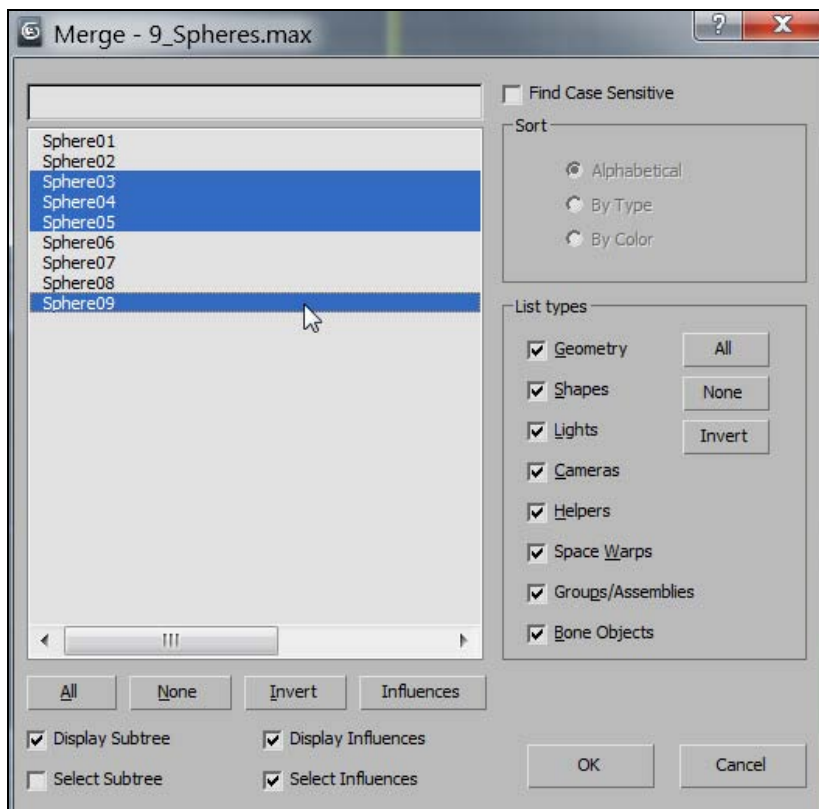 Merge - 9_Spheres.max
?
X
Find Case Sensitive
Sphere01
Sphere02
Sphere03
Sphere04
Sphere05
Sphere06
Sphere07
Sphere08
Sphere09
Sort
Alphabetical
By Type
By Color
List types
Geometry
All
Shapes
None
Lights
Invert
Cameras
Helpers
Space Warps
Groups/Assemblies
Bone Objects
All
None
Invert
Influences
Display Subtree
Display Influences
Select Subtree
Select Influences
OK
Cancel